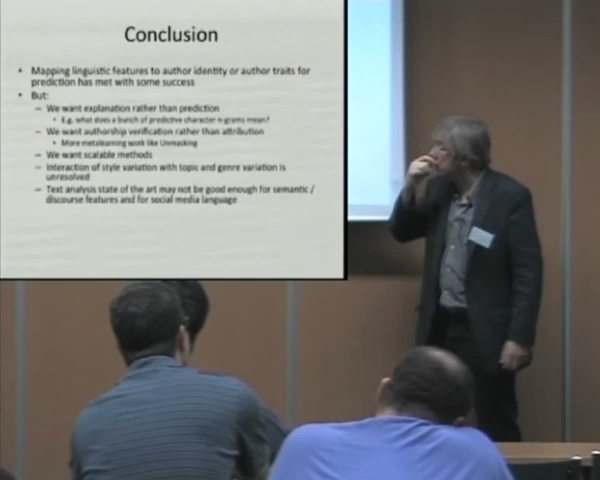 Conclusion
• Mapping linguistic features to author identity or author traits for
prediction has met with some success
• But:
– We want explanation rather than prediction
• E.g. what does a bunch of predictive character n-grams mean?
– We want authorship verification rather than attribution
• More metalearning work like Unmasking
– We want scalable methods
– Interaction of style variation with topic and genre variation is
unresolved
– Text analysis state of the art may not be good enough for semantic /
discourse features and for social media language